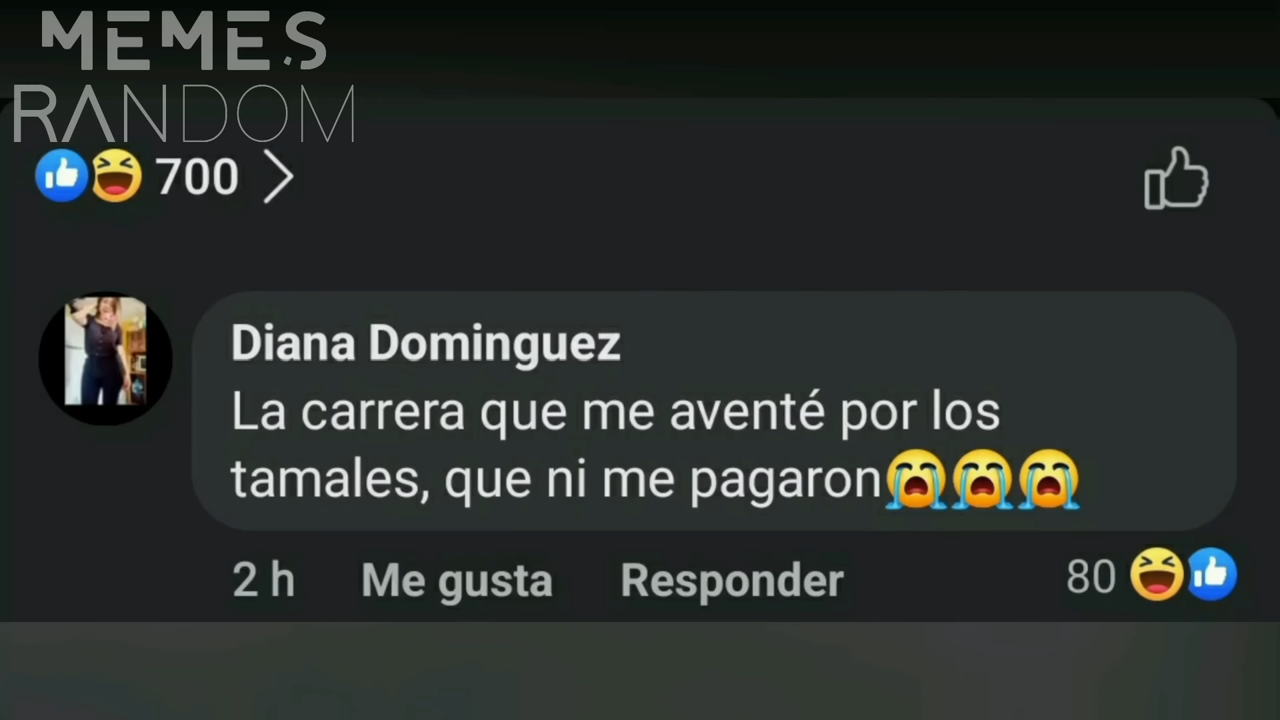 MEMES
RANDOM
700
Diana Dominguez
La carrera que me aventé por los
tamales, que ni me pagaron😭😭😭
2 h Me gusta Responder 80